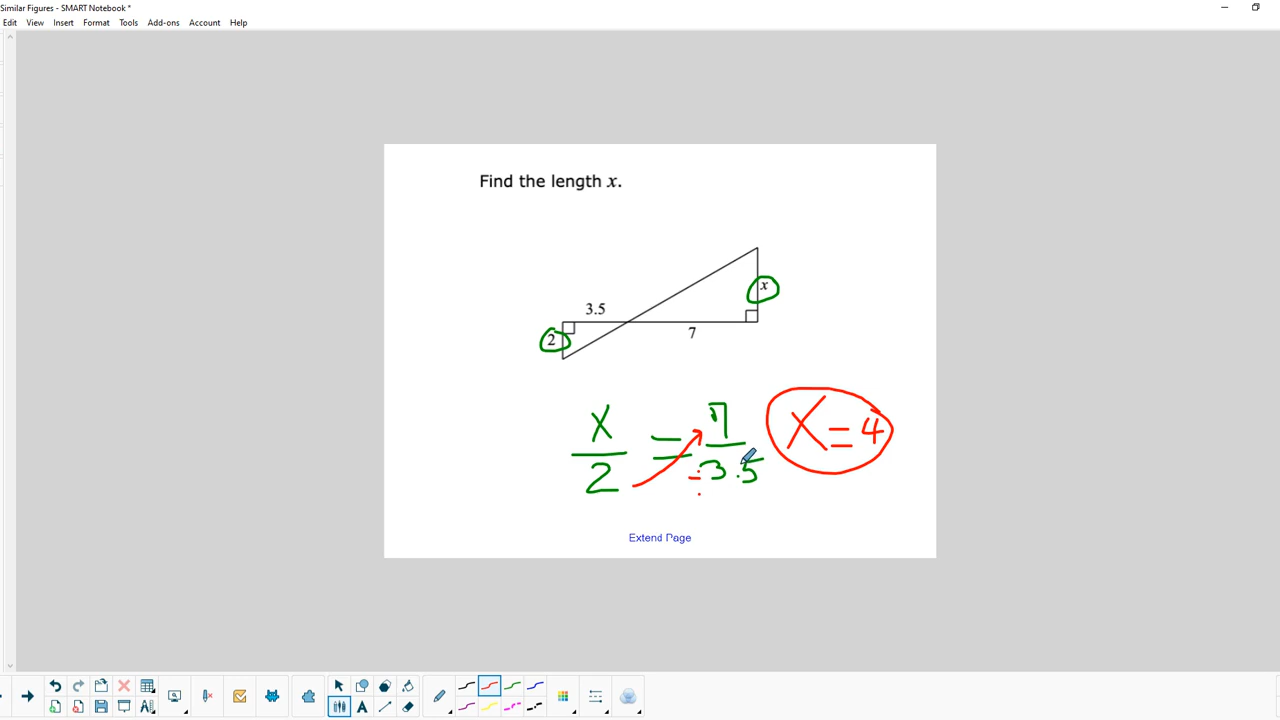 Similar Figures - SMART Notebook *
Edit View Insert Format Tools Add-ons Account Help
Find the length x.
3.5
x
2
7
x/2 = 7/÷3.5
x = 4
Extend Page